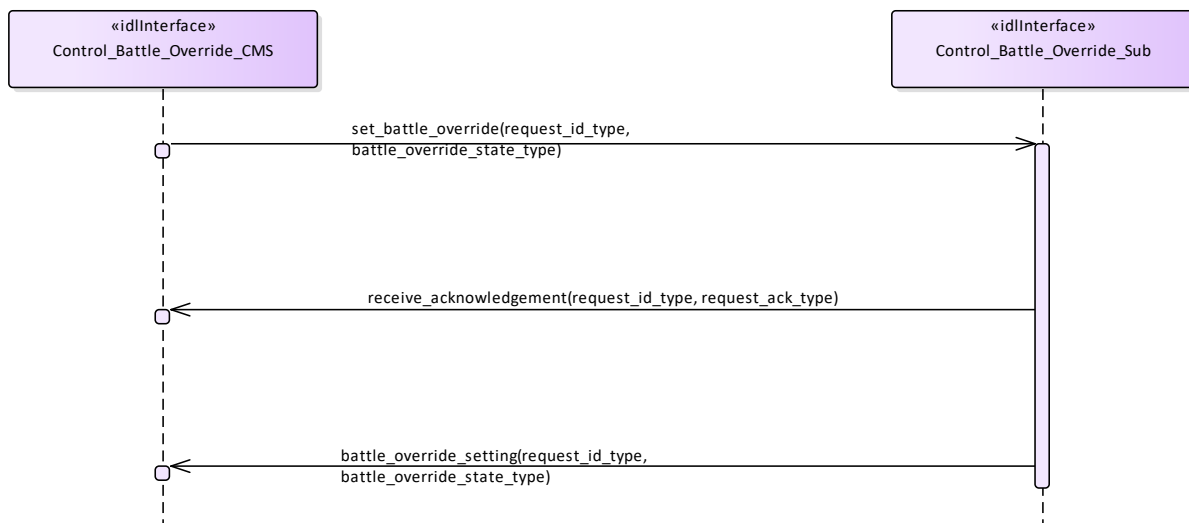 «idlInterface»
Control_Battle_Override_CMS
«idlInterface»
Control_Battle_Override_Sub
set_battle_override(request_id_type,
battle_override_state_type)
receive_acknowledgement(request_id_type, request_ack_type)
battle_override_setting(request_id_type,
battle_override_state_type)